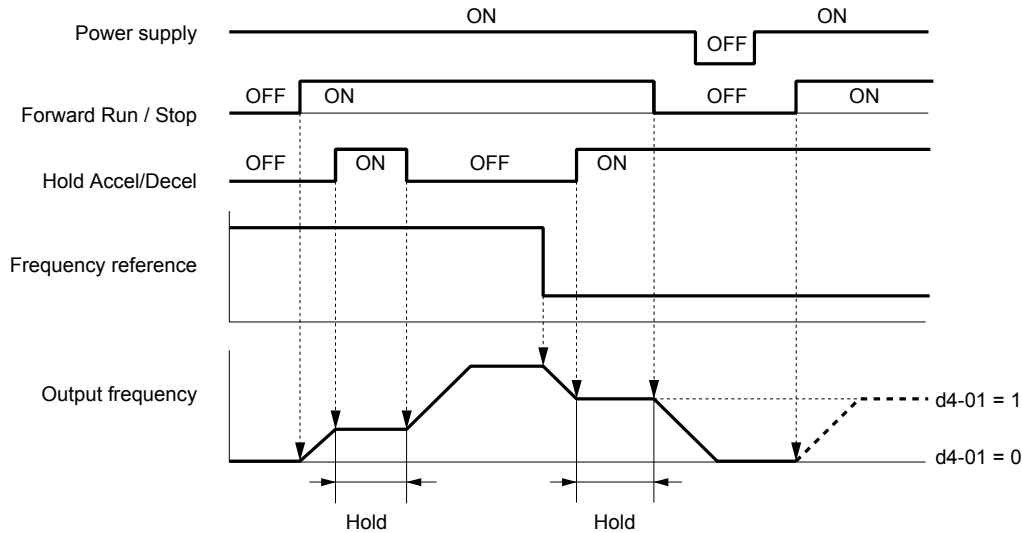 ON ON
Power supply
OFF
OFF ON OFF ON
Forward Run / Stop
OFF ON OFF ON
Hold Accel/Decel
Frequency reference
Output frequency
d4-01 = 1
d4-01 = 0
Hold Hold